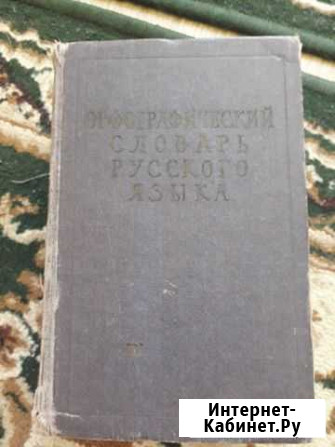 ОРФОГРАФИЧЕСКИЙ
СЛОВАРЬ
РУССКОГО
ЯЗЫКА
Интернет-
Кабинет.Ру